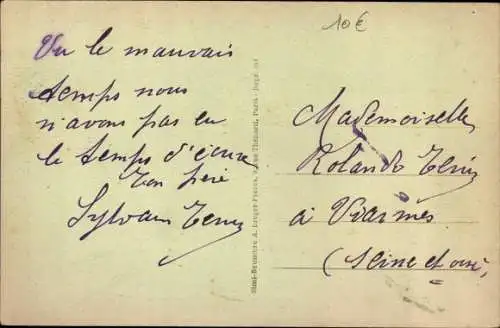 10€
Vu le mauvais
temps nous
n'avons pas eu
le temps d'écrire
Ton père
Sylvain
Mademoiselle
Rolande
à Viarmes
(Seine et oise)